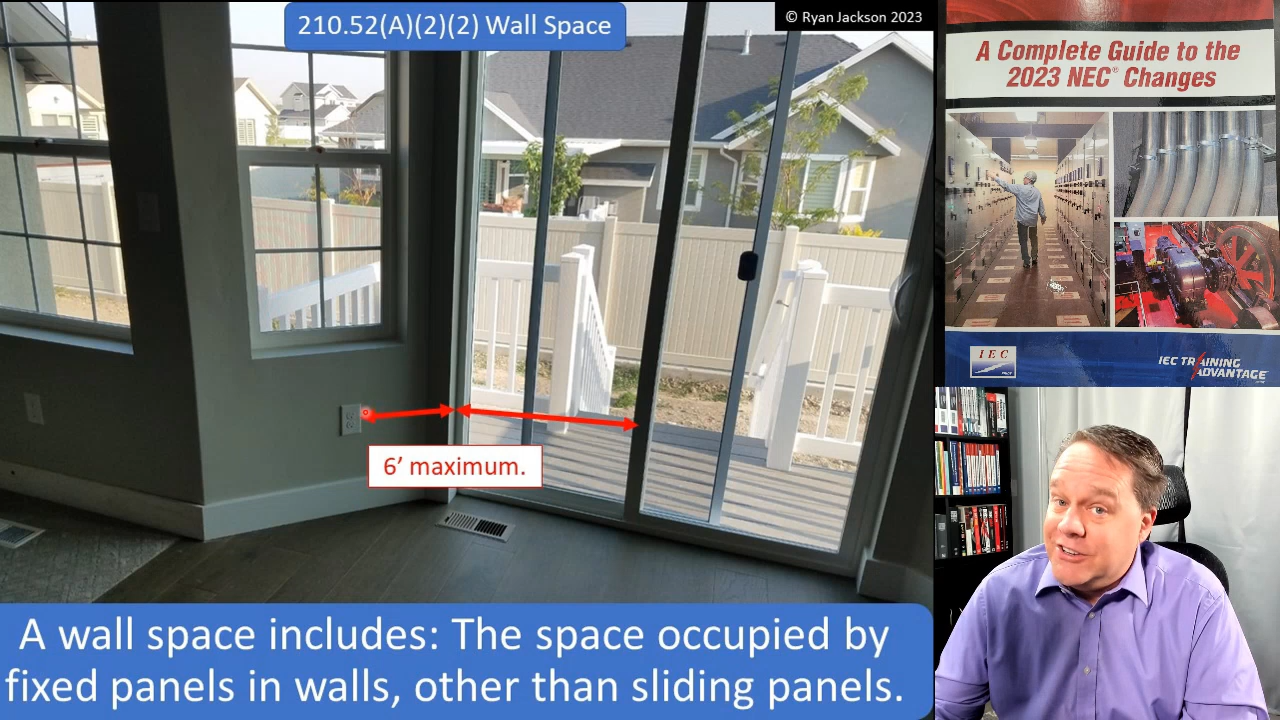 210.52(A)(2)(2) Wall Space
© Ryan Jackson 2023
6’ maximum.
A wall space includes: The space occupied by
fixed panels in walls, other than sliding panels.
A Complete Guide to the
2023 NEC® Changes
IEC
IEC TRAINING
ADVANTAGE